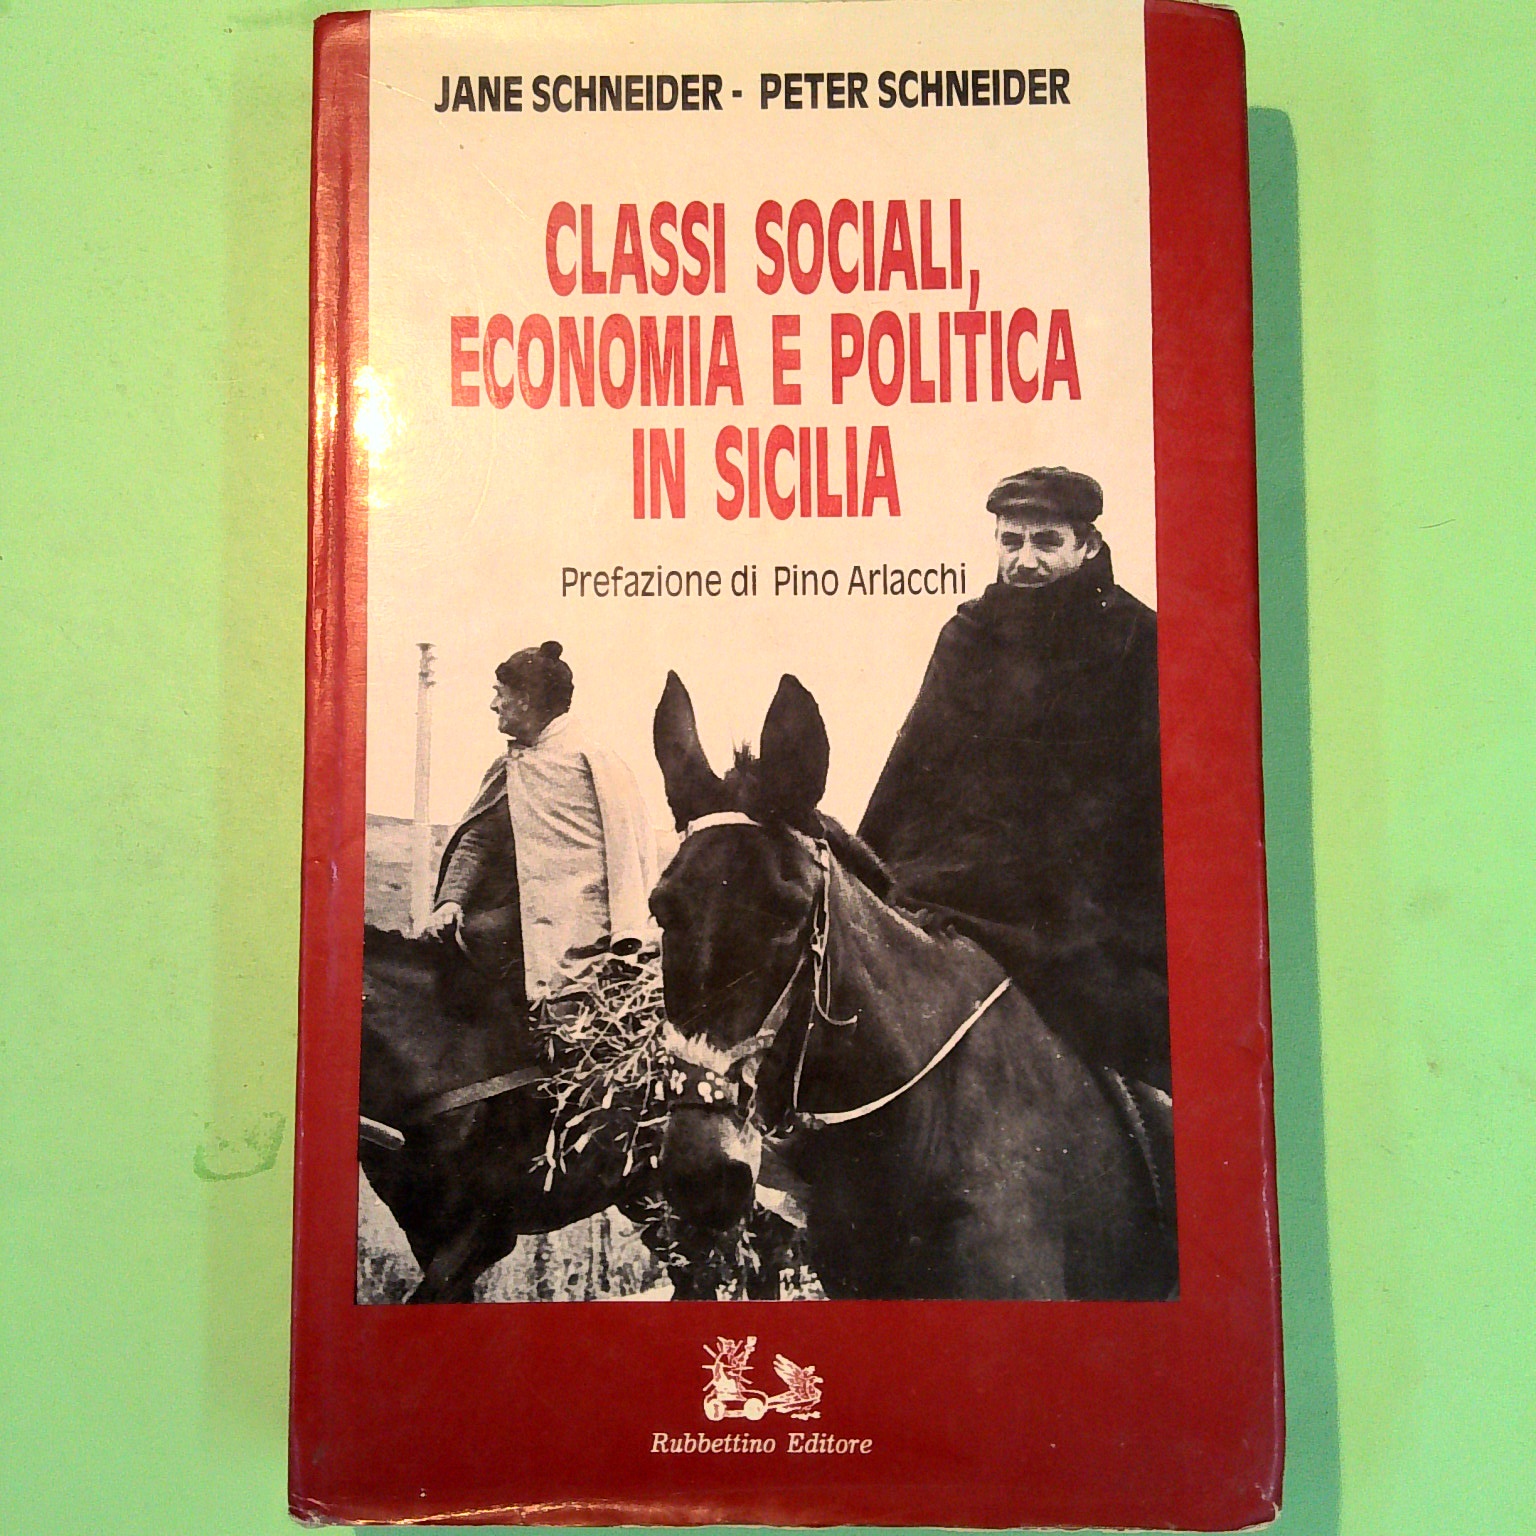 JANE SCHNEIDER - PETER SCHNEIDER
CLASSI SOCIALI,
ECONOMIA E POLITICA
IN SICILIA
Prefazione di Pino Arlacchi
Rubbettino Editore